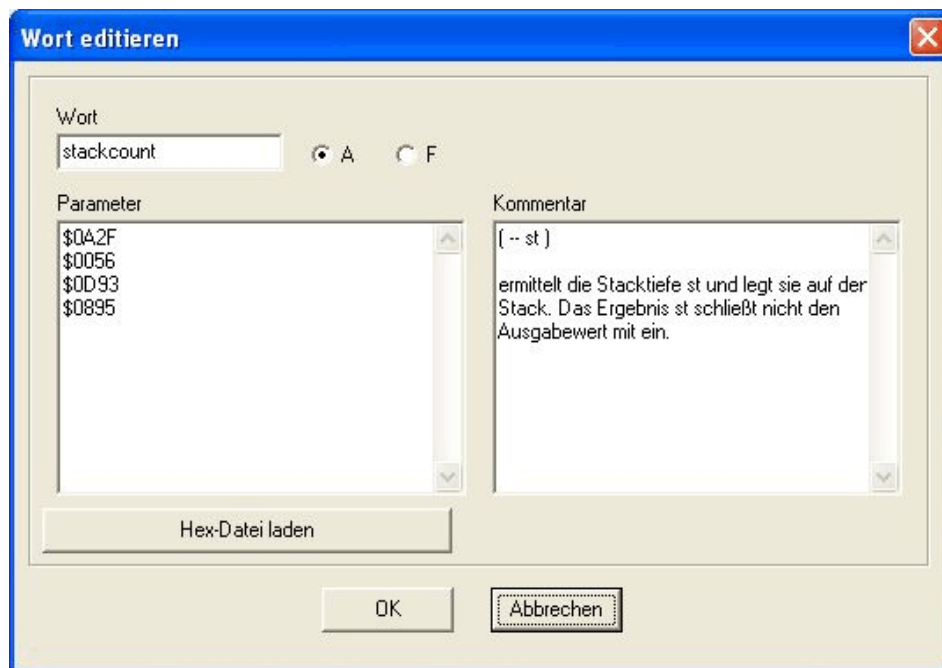 Wort editieren
Wort
stackcount
A
F
Parameter
Kommentar
$0A2F
$0056
$0D93
$0895
( -- st )
ermittelt die Stacktiefe st und legt sie auf den
Stack. Das Ergebnis st schließt nicht den
Ausgabewert mit ein.
Hex-Datei laden
OK
Abbrechen